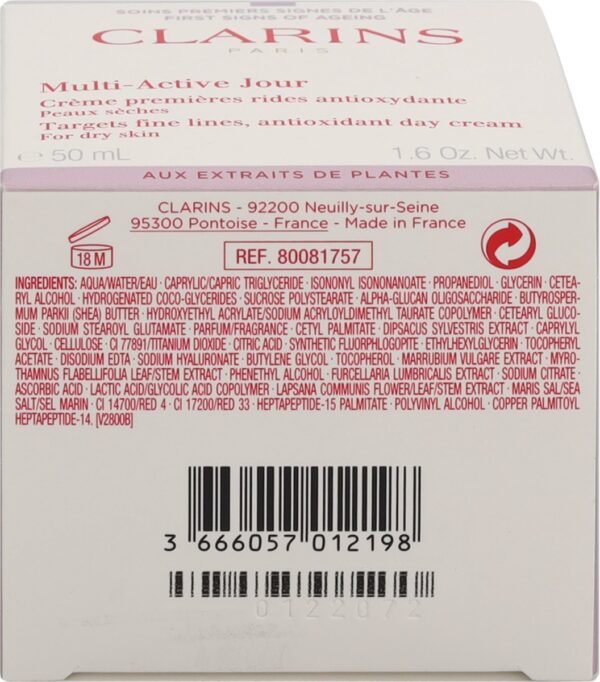 SOINS PREMIERS SIGNES DE L'ÂGE
FIRST SIGNS OF AGEING
CLARINS
PARIS
Multi-Active Jour
Crème premières rides antioxydante
Peaux sèches
Targets fine lines, antioxidant day cream
For dry skin
e 50 mL 1.6 Oz. Net Wt.
AUX EXTRAITS DE PLANTES
CLARINS - 92200 Neuilly-sur-Seine
95300 Pontoise - France - Made in France
18 M
REF. 80081757
INGREDIENTS: AQUA/WATER/EAU · CAPRYLIC/CAPRIC TRIGLYCERIDE · ISONONYL ISONONANOATE · PROPANEDIOL · GLYCERIN · CETEA-
RYL ALCOHOL · HYDROGENATED COCO-GLYCERIDES · SUCROSE POLYSTEARATE · ALPHA-GLUCAN OLIGOSACCHARIDE · BUTYROSPER-
MUM PARKII (SHEA) BUTTER · HYDROXYETHYL ACRYLATE/SODIUM ACRYLOYLDIMETHYL TAURATE COPOLYMER · CETEARYL GLUCO-
SIDE · SODIUM STEAROYL GLUTAMATE · PARFUM/FRAGRANCE · CETYL PALMITATE · DIPSACUS SYLVESTRIS EXTRACT · CAPRYLYL
GLYCOL · CELLULOSE · CI 77891/TITANIUM DIOXIDE · CITRIC ACID · SYNTHETIC FLUORPHLOGOPITE · ETHYLHEXYLGLYCERIN · TOCOPHERYL
ACETATE · DISODIUM EDTA · SODIUM HYALURONATE · BUTYLENE GLYCOL · TOCOPHEROL · MARRUBIUM VULGARE EXTRACT · MYRO-
THAMNUS FLABELLIFOLIA LEAF/STEM EXTRACT · PHENETHYL ALCOHOL · FURCELLARIA LUMBRICALIS EXTRACT · SODIUM CITRATE ·
ASCORBIC ACID · LACTIC ACID/GLYCOLIC ACID COPOLYMER · LAPSANA COMMUNIS FLOWER/LEAF/STEM EXTRACT · MARIS SAL/SEA
SALT/SEL MARIN · CI 14700/RED 4 · CI 17200/RED 33 · HEPTAPEPTIDE-15 PALMITATE · POLYVINYL ALCOHOL · COPPER PALMITOYL
HEPTAPEPTIDE-14. [V2800B]
3 666057 012198
0122072